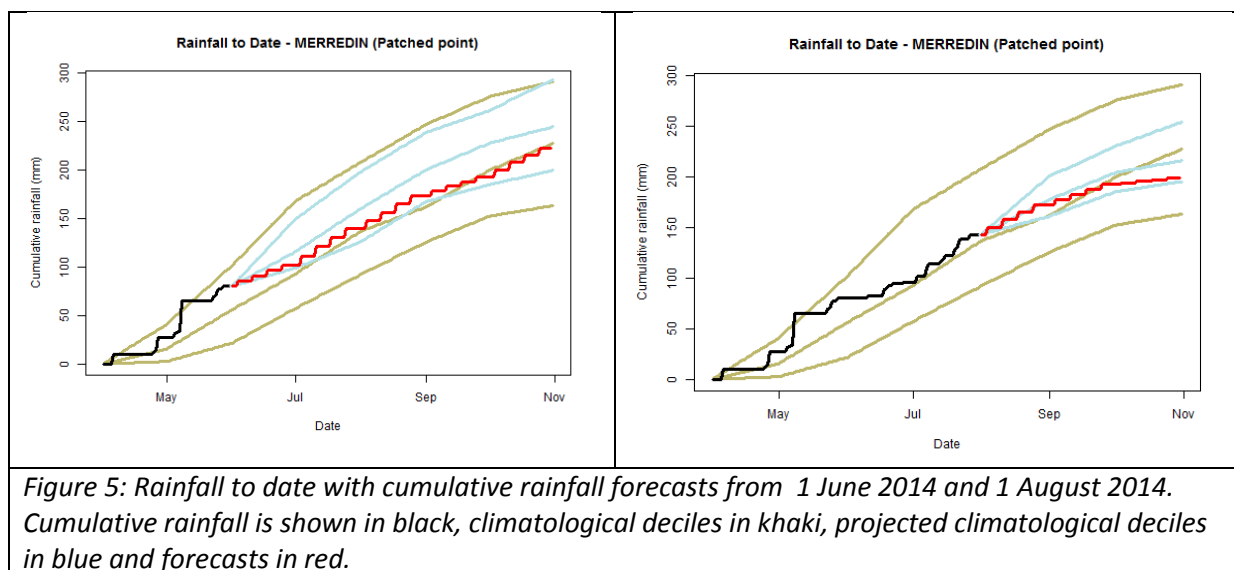 Rainfall to Date - MERREDIN (Patched point)
300
250
200
150
100
50
0
Cumulative rainfall (mm)
May
Jul
Sep
Nov
Date
Rainfall to Date - MERREDIN (Patched point)
300
250
200
150
100
50
0
Cumulative rainfall (mm)
May
Jul
Sep
Nov
Date
Figure 5: Rainfall to date with cumulative rainfall forecasts from 1 June 2014 and 1 August 2014.
Cumulative rainfall is shown in black, climatological deciles in khaki, projected climatological deciles
in blue and forecasts in red.